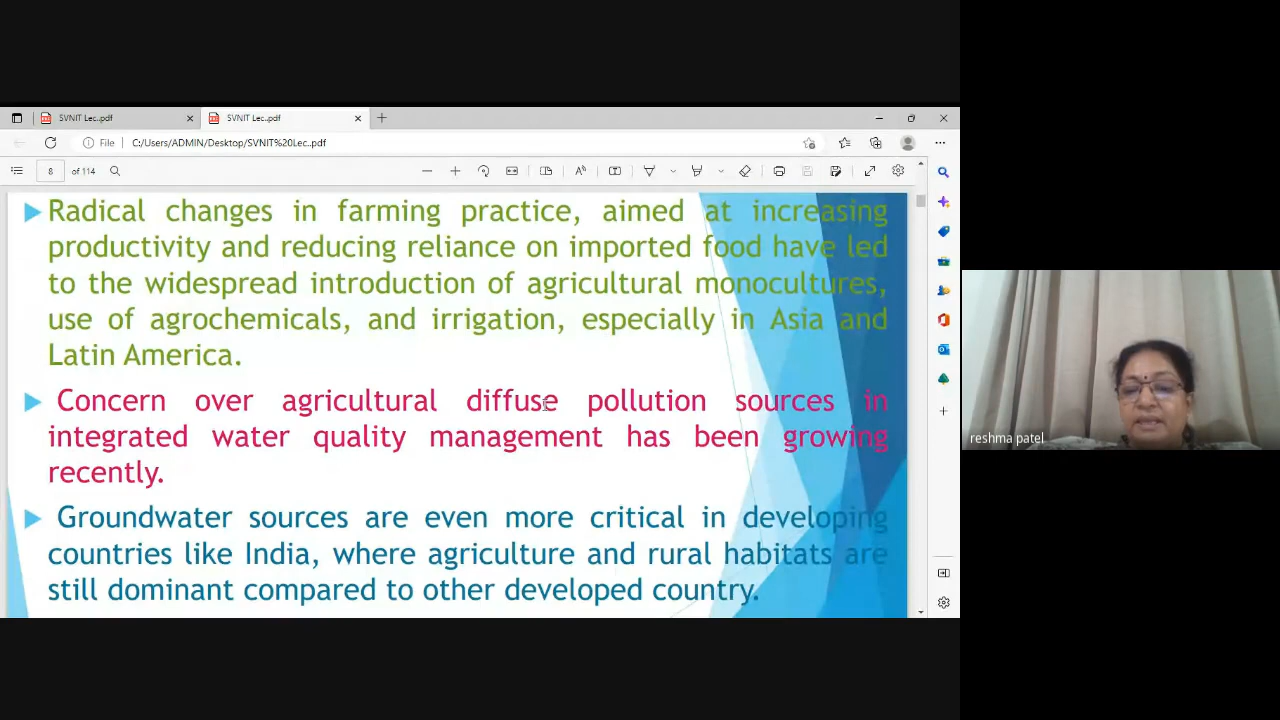 SVNIT Lec..pdf
SVNIT Lec..pdf
File
C:/Users/ADMIN/Desktop/SVNIT%20Lec..pdf
8 of 114
Radical changes in farming practice, aimed at increasing
productivity and reducing reliance on imported food have led
to the widespread introduction of agricultural monocultures,
use of agrochemicals, and irrigation, especially in Asia and
Latin America.
Concern over agricultural diffuse pollution sources in
integrated water quality management has been growing
recently.
Groundwater sources are even more critical in developing
countries like India, where agriculture and rural habitats are
still dominant compared to other developed country.
reshma patel